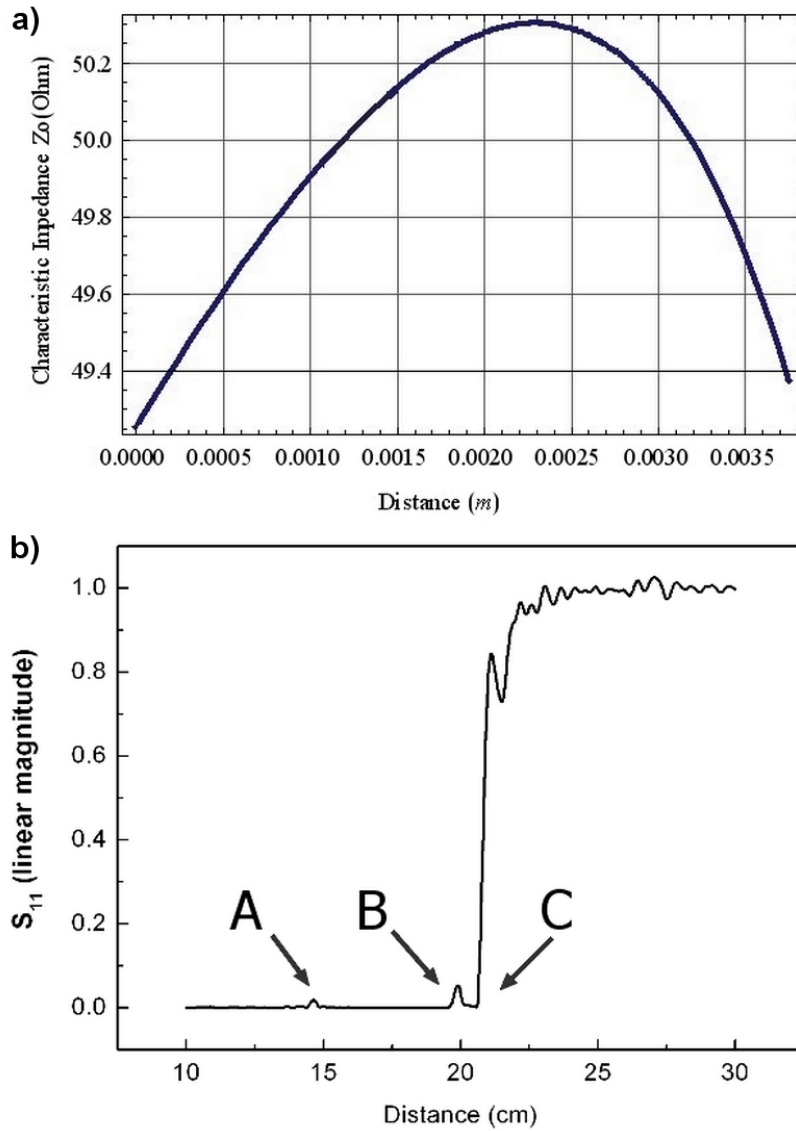 a)
Characteristic Impedance Zo(Ohm)
50.2
50.0
49.8
49.6
49.4
0.0000 0.0005 0.0010 0.0015 0.0020 0.0025 0.0030 0.0035
Distance (m)
b)
S11 (linear magnitude)
1.0
0.8
0.6
0.4
0.2
0.0
A B C
10 15 20 25 30
Distance (cm)